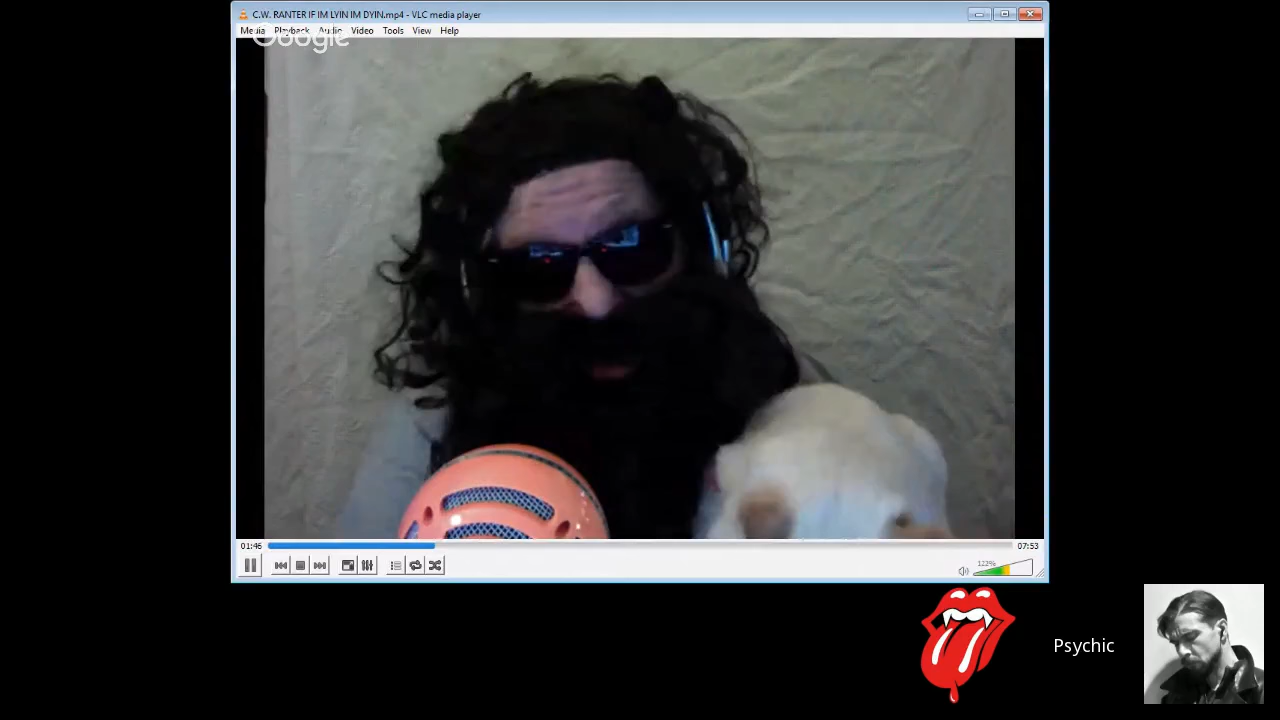 C.W. RANTER IF IM LYIN IM DYIN.mp4 - VLC media player
Media Playback Audio Video Tools View Help
Google
01:46
07:53
122%
Psychic